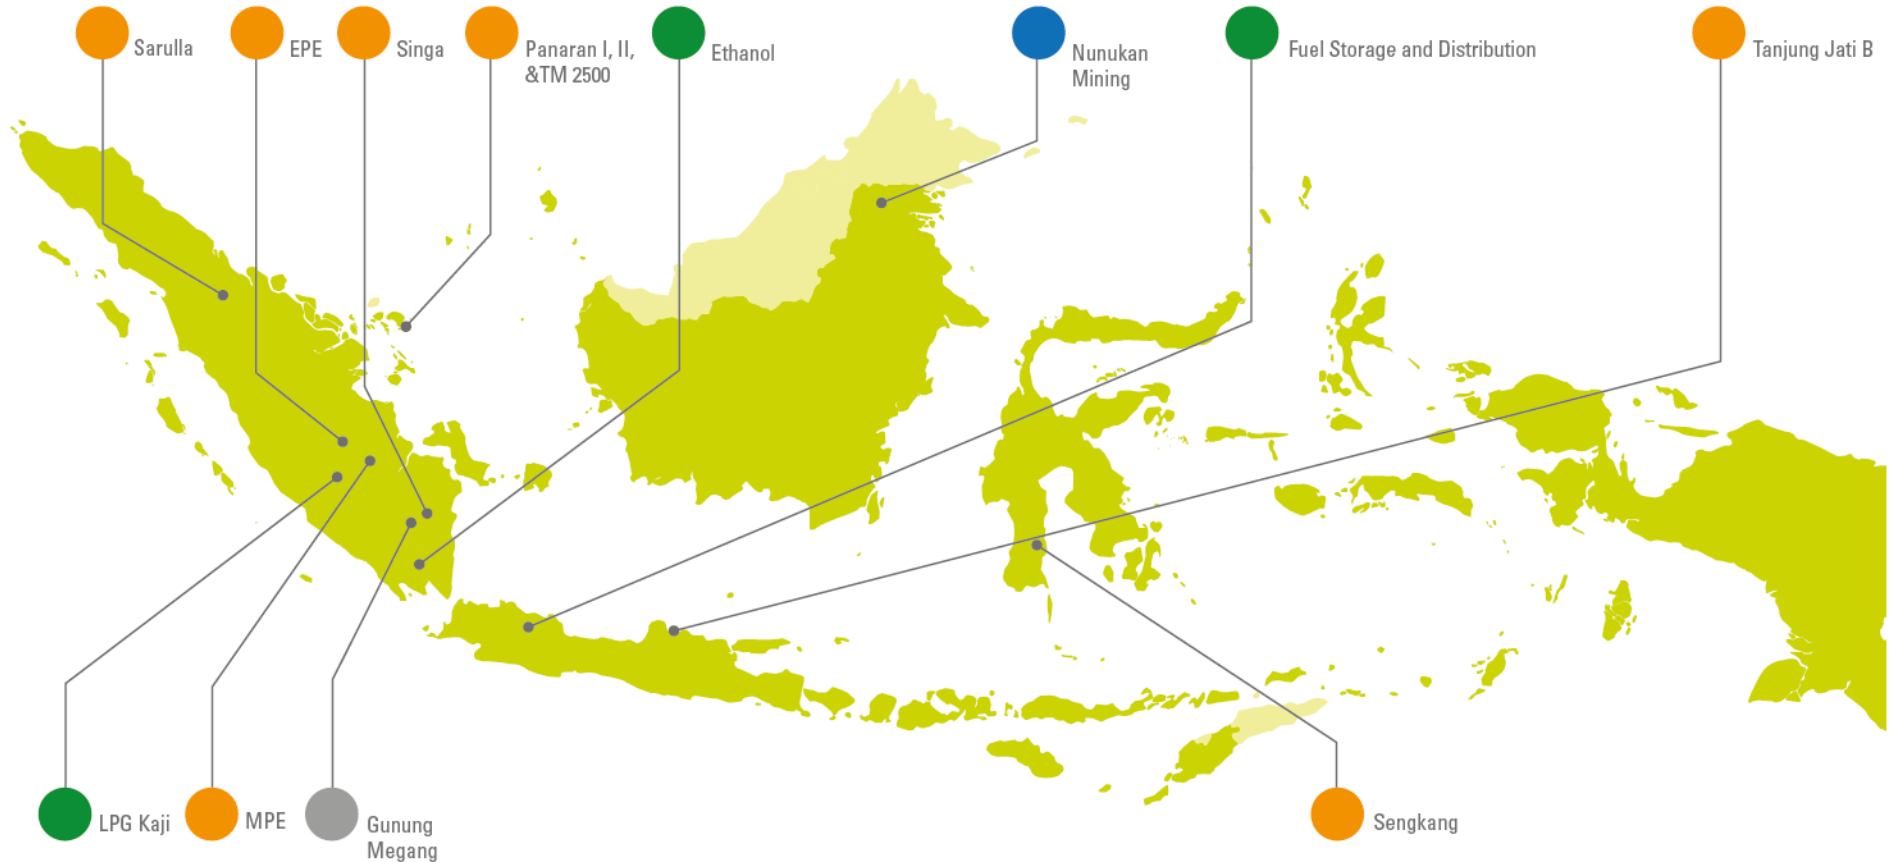 Sarulla
EPE
Singa
Panaran I, II,
&TM 2500
Ethanol
Nunukan
Mining
Fuel Storage and Distribution
Tanjung Jati B
LPG Kaji
MPE
Gunung
Megang
Sengkang